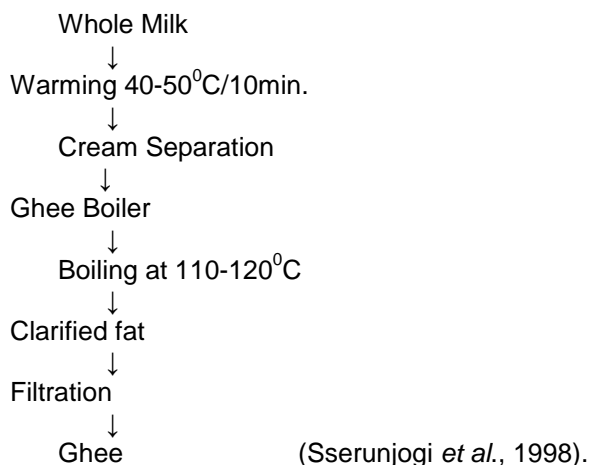 Whole Milk
↓
Warming 40-50⁰C/10min.
↓
Cream Separation
↓
Ghee Boiler
↓
Boiling at 110-120⁰C
↓
Clarified fat
↓
Filtration
↓
Ghee (Sserunjogi et al., 1998).